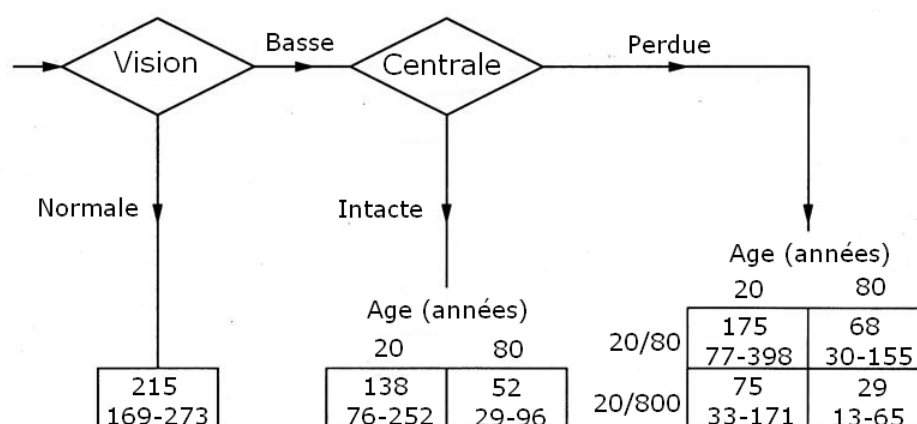 Vision
Basse
Centrale
Perdue
Normale
Intacte
Age (années)
20 80
215
169-273
Age (années)
20 80
138 52
76-252 29-96
20/80 175 68
77-398 30-155
20/800 75 29
33-171 13-65